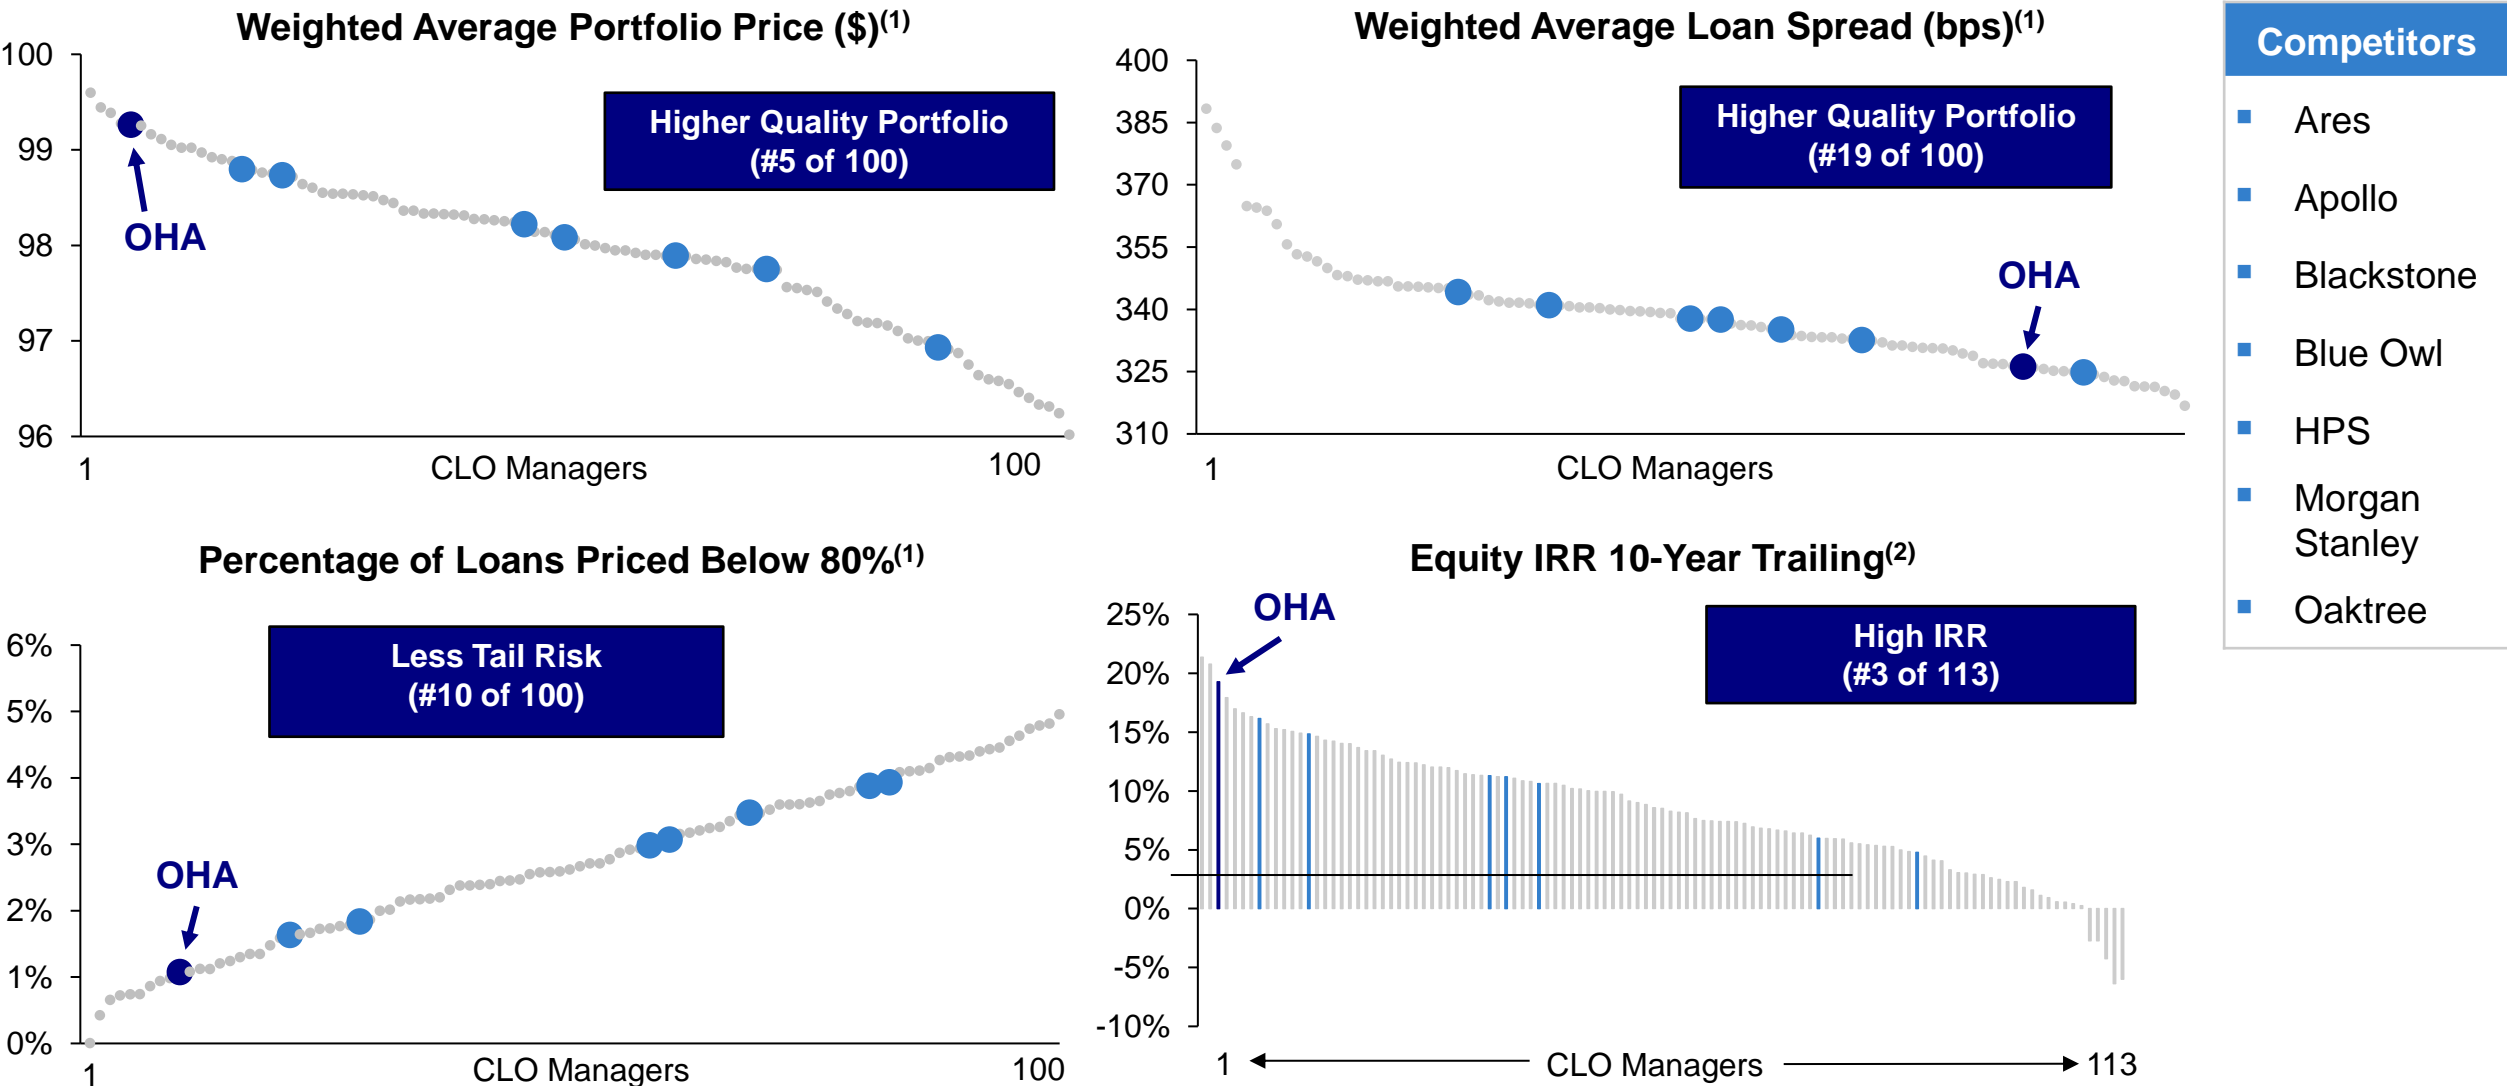 Weighted Average Portfolio Price ($)(1)
100
99
98
97
96
Higher Quality Portfolio
(#5 of 100)
OHA
1
CLO Managers
100
Weighted Average Loan Spread (bps)(1)
400
385
370
355
340
325
310
Higher Quality Portfolio
(#19 of 100)
OHA
1
CLO Managers
Competitors
Ares
Apollo
Blackstone
Blue Owl
HPS
Morgan
Stanley
Oaktree
Percentage of Loans Priced Below 80%(1)
6%
5%
4%
3%
2%
1%
0%
Less Tail Risk
(#10 of 100)
OHA
1
CLO Managers
100
Equity IRR 10-Year Trailing(2)
25%
20%
15%
10%
5%
0%
-5%
-10%
OHA
High IRR
(#3 of 113)
1
CLO Managers
113